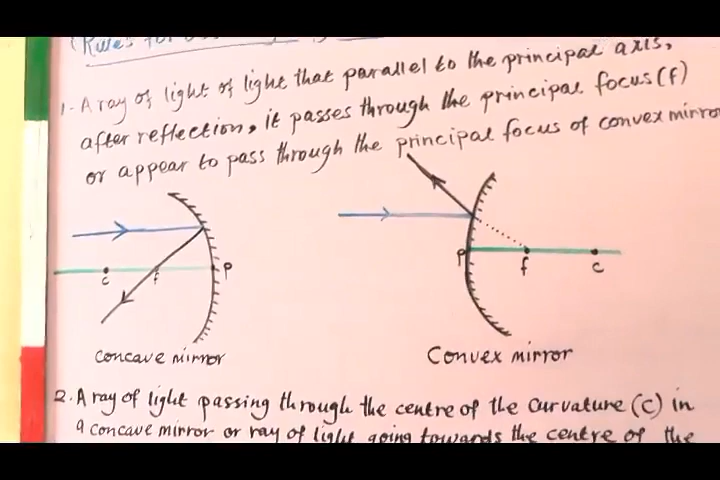 (Rules for
1. A ray of light of light that parallel to the principal axis,
after reflection, it passes through the principal focus (f)
or appear to pass through the principal focus of convex mirror
C f P
P f C
Concave mirror
Convex mirror
2. A ray of light passing through the centre of the curvature (C) in
a concave mirror or ray of light going towards the centre of the